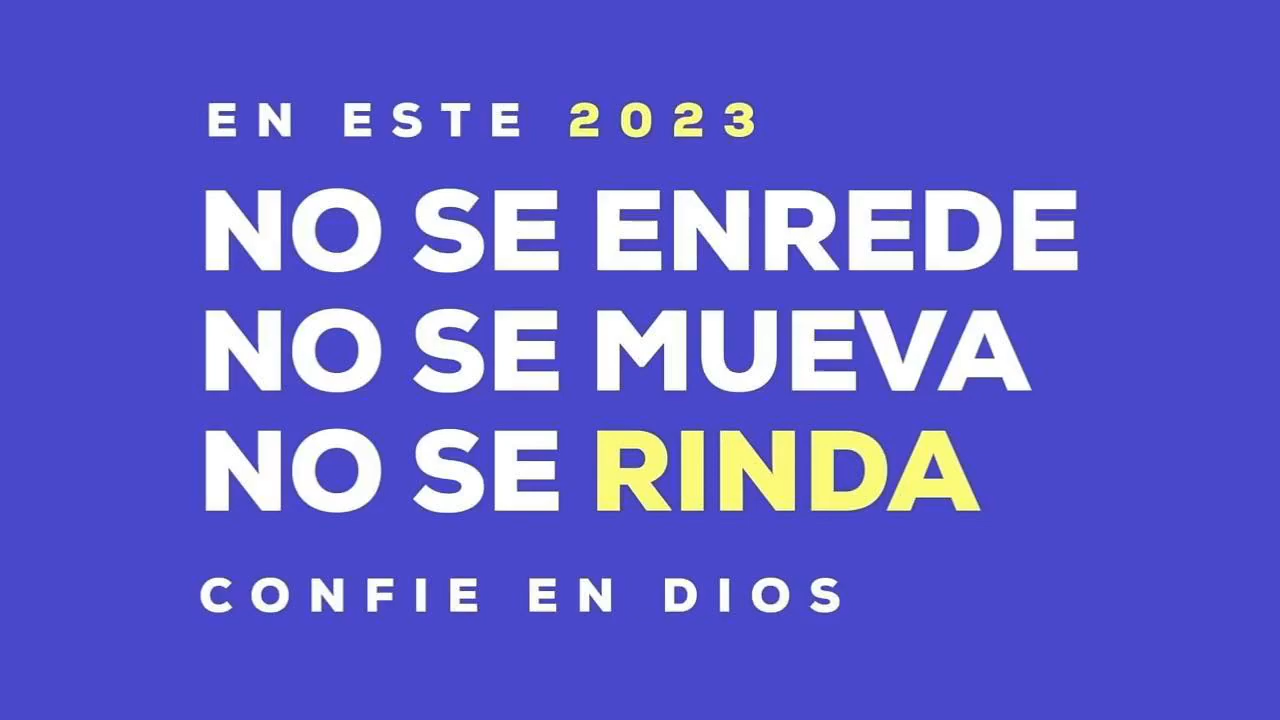 EN ESTE 2023
NO SE ENREDE
NO SE MUEVA
NO SE RINDA
CONFIE EN DIOS